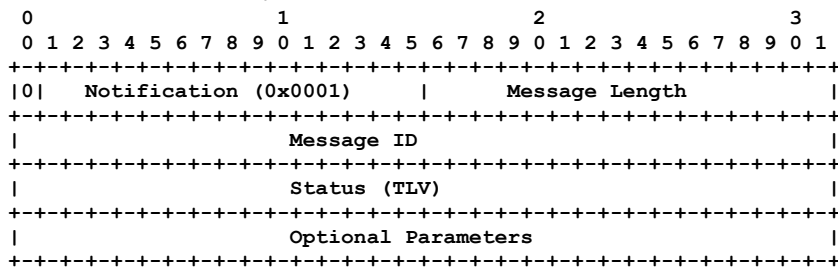 0                   1                   2                   3
 0 1 2 3 4 5 6 7 8 9 0 1 2 3 4 5 6 7 8 9 0 1 2 3 4 5 6 7 8 9 0 1
+-+-+-+-+-+-+-+-+-+-+-+-+-+-+-+-+-+-+-+-+-+-+-+-+-+-+-+-+-+-+-+-+
|0|   Notification (0x0001)     |      Message Length           |
+-+-+-+-+-+-+-+-+-+-+-+-+-+-+-+-+-+-+-+-+-+-+-+-+-+-+-+-+-+-+-+-+
|                     Message ID                                |
+-+-+-+-+-+-+-+-+-+-+-+-+-+-+-+-+-+-+-+-+-+-+-+-+-+-+-+-+-+-+-+-+
|                     Status (TLV)                              |
+-+-+-+-+-+-+-+-+-+-+-+-+-+-+-+-+-+-+-+-+-+-+-+-+-+-+-+-+-+-+-+-+
|                     Optional Parameters                       |
+-+-+-+-+-+-+-+-+-+-+-+-+-+-+-+-+-+-+-+-+-+-+-+-+-+-+-+-+-+-+-+-+